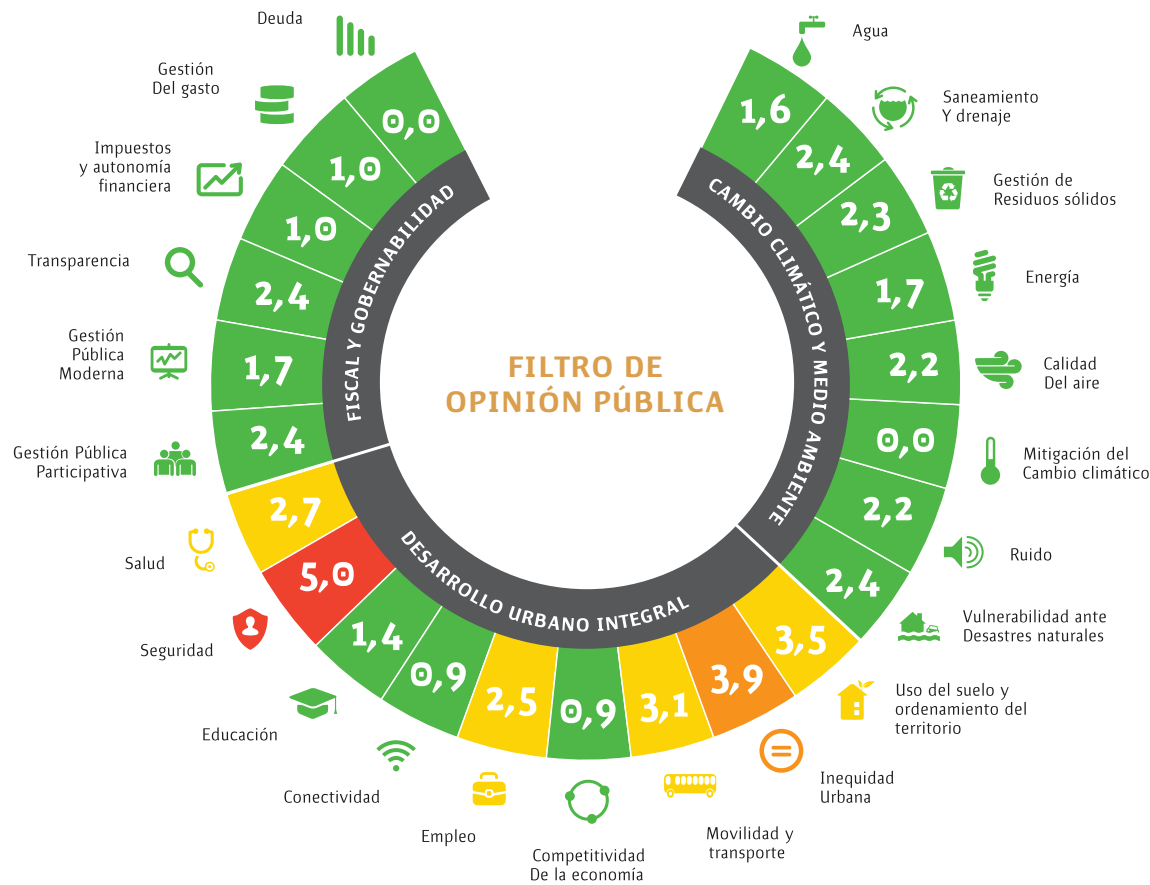 Deuda
Gestión
Del gasto
Impuestos
y autonomía
financiera
Transparencia
Gestión
Pública
Moderna
Gestión Pública
Participativa
Salud
Seguridad
Educación
Conectividad
Empleo
Competitividad
De la economía
Movilidad y
transporte
Inequidad
Urbana
Uso del suelo y
ordenamiento del
territorio
Vulnerabilidad ante
Desastres naturales
Ruido
Mitigación del
Cambio climático
Calidad
Del aire
Energía
Gestión de
Residuos sólidos
Saneamiento
Y drenaje
Agua
0,0
1,0
1,0
2,4
1,7
2,4
2,7
5,0
1,4
0,9
2,5
0,9
3,1
3,9
3,5
2,4
2,2
0,0
2,2
1,7
2,3
2,4
1,6
FISCAL Y GOBERNABILIDAD
DESARROLLO URBANO INTEGRAL
CAMBIO CLIMÁTICO Y MEDIO AMBIENTE
FILTRO DE
OPINIÓN PÚBLICA